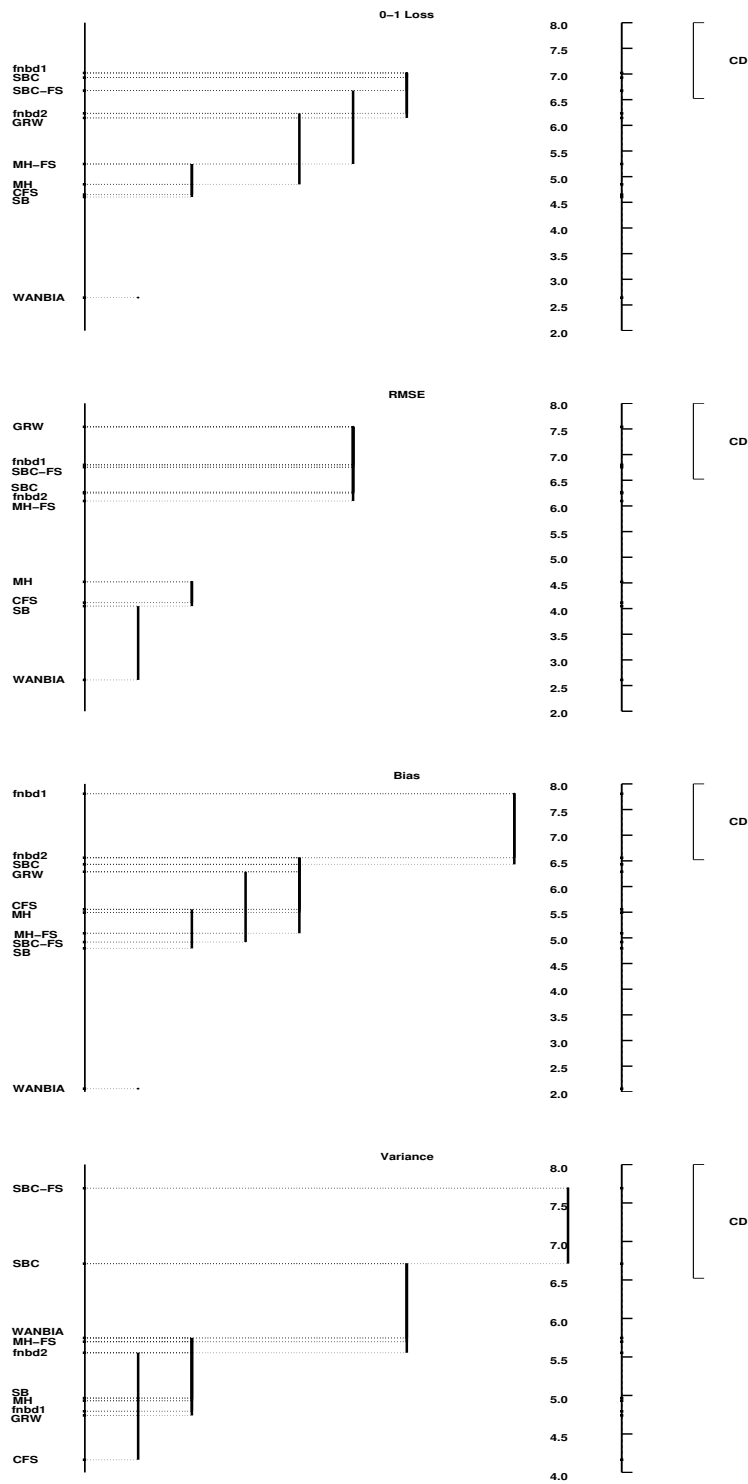 0−1 Loss
8.0
7.5
7.0
6.5
6.0
5.5
5.0
4.5
4.0
3.5
3.0
2.5
2.0
CD
fnbd1
SBC
SBC−FS
fnbd2
GRW
MH−FS
MH
CFS
SB
WANBIA
RMSE
8.0
7.5
7.0
6.5
6.0
5.5
5.0
4.5
4.0
3.5
3.0
2.5
2.0
CD
GRW
fnbd1
SBC−FS
SBC
fnbd2
MH−FS
MH
CFS
SB
WANBIA
Bias
8.0
7.5
7.0
6.5
6.0
5.5
5.0
4.5
4.0
3.5
3.0
2.5
2.0
CD
fnbd1
fnbd2
SBC
GRW
CFS
MH
MH−FS
SBC−FS
SB
WANBIA
Variance
8.0
7.5
7.0
6.5
6.0
5.5
5.0
4.5
4.0
CD
SBC−FS
SBC
WANBIA
MH−FS
fnbd2
SB
MH
fnbd1
GRW
CFS